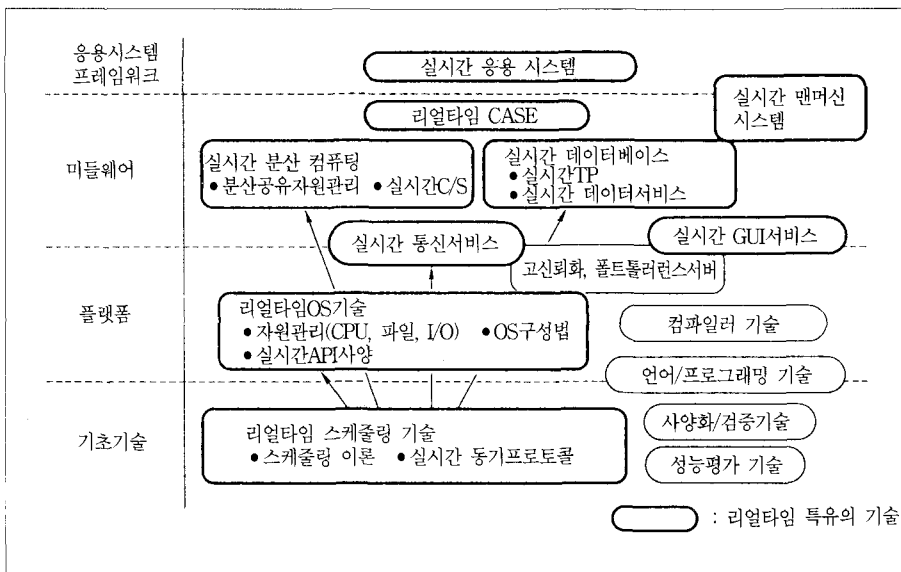 응용시스템
프레임워크
실시간 응용 시스템
실시간 맨머신
시스템
리얼타임 CASE
미들웨어
실시간 분산 컴퓨팅
● 분산공유자원관리 ● 실시간C/S
실시간 데이터베이스
● 실시간TP
● 실시간 데이터서비스
실시간 통신서비스
실시간 GUI서비스
고신뢰화, 폴트톨러런스서버
플랫폼
리얼타임OS기술
● 자원관리(CPU, 파일, I/O) ● OS구성법
● 실시간API사양
컴파일러 기술
언어/프로그래밍 기술
기초기술
리얼타임 스케줄링 기술
● 스케줄링 이론 ● 실시간 동기프로토콜
사양화/검증기술
성능평가 기술
: 리얼타임 특유의 기술